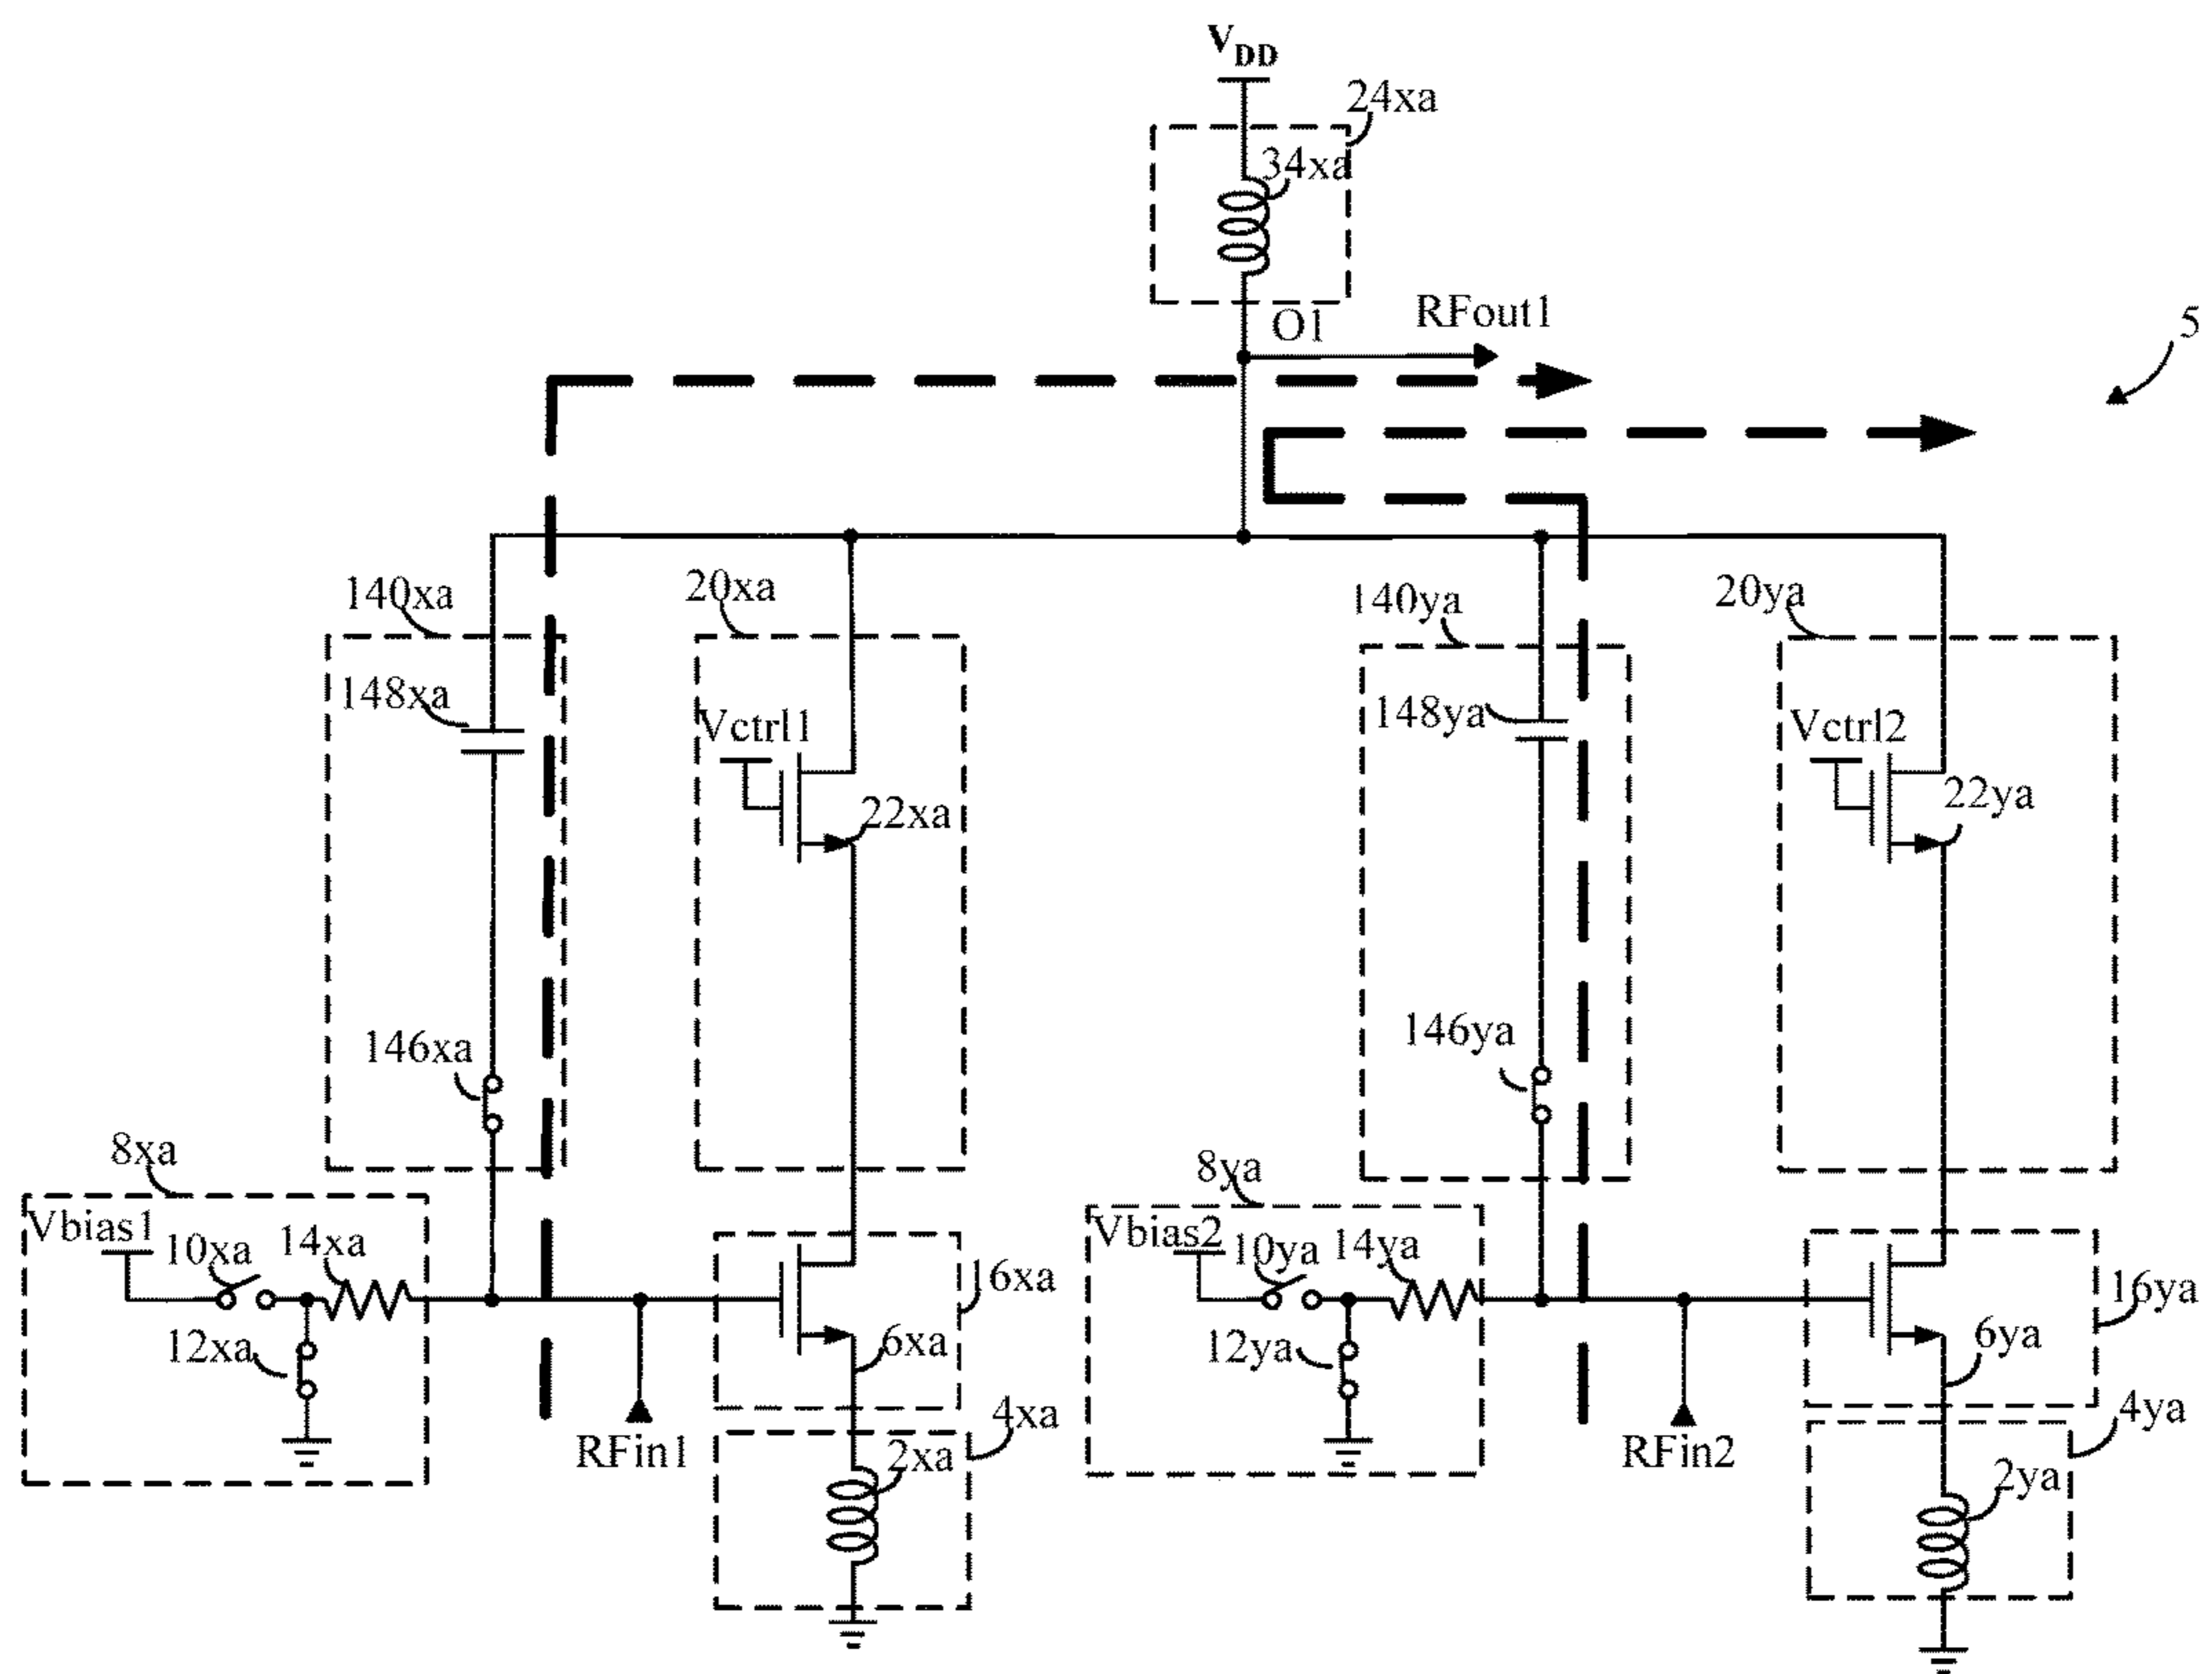 VDD
24xa
34xa
O1
RFout1
5
140xa
20xa
140ya
20ya
148xa
Vctrl1
148ya
Vctrl2
22xa
22ya
146xa
146ya
8xa
8ya
Vbias1
10xa
14xa
Vbias2
10ya
14ya
16xa
16ya
12xa
6xa
12ya
6ya
RFin1
4xa
RFin2
4ya
2xa
2ya